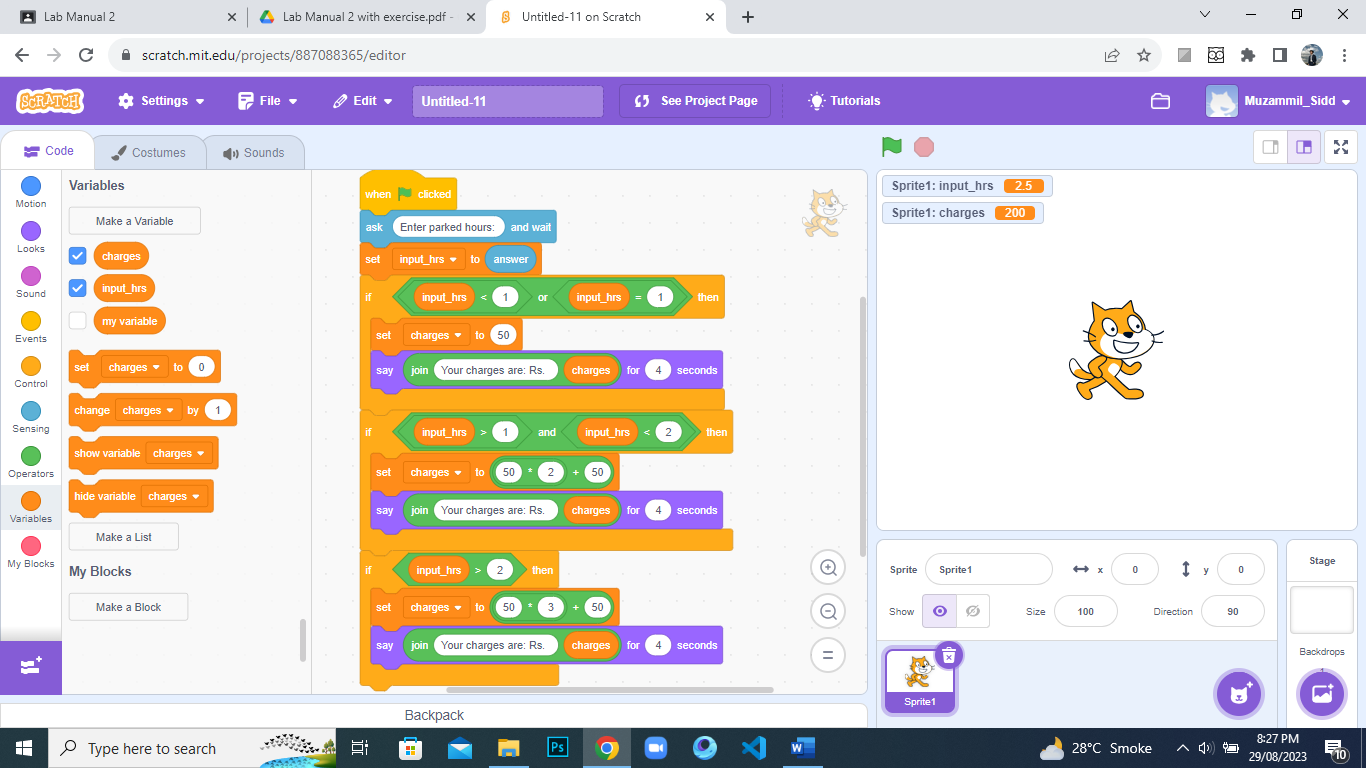 Lab Manual 2
Lab Manual 2 with exercise.pdf -
Untitled-11 on Scratch
scratch.mit.edu/projects/887088365/editor
SCRATCH Settings File Edit Untitled-11 See Project Page Tutorials Muzammil_Sidd
Code Costumes Sounds
Motion
Looks
Sound
Events
Control
Sensing
Operators
Variables
My Blocks
Variables
Make a Variable
charges
input_hrs
my variable
set charges to 0
change charges by 1
show variable charges
hide variable charges
Make a List
My Blocks
Make a Block
when clicked
ask Enter parked hours: and wait
set input_hrs to answer
if input_hrs < 1 or input_hrs = 1 then
set charges to 50
say join Your charges are: Rs. charges for 4 seconds
if input_hrs > 1 and input_hrs < 2 then
set charges to 50 * 2 + 50
say join Your charges are: Rs. charges for 4 seconds
if input_hrs > 2 then
set charges to 50 * 3 + 50
say join Your charges are: Rs. charges for 4 seconds
Backpack
Sprite1: input_hrs 2.5
Sprite1: charges 200
Sprite Sprite1 x 0 y 0
Show Size 100 Direction 90
Sprite1
Stage
Backdrops
Type here to search
Ps
28°C Smoke
8:27 PM
29/08/2023
10